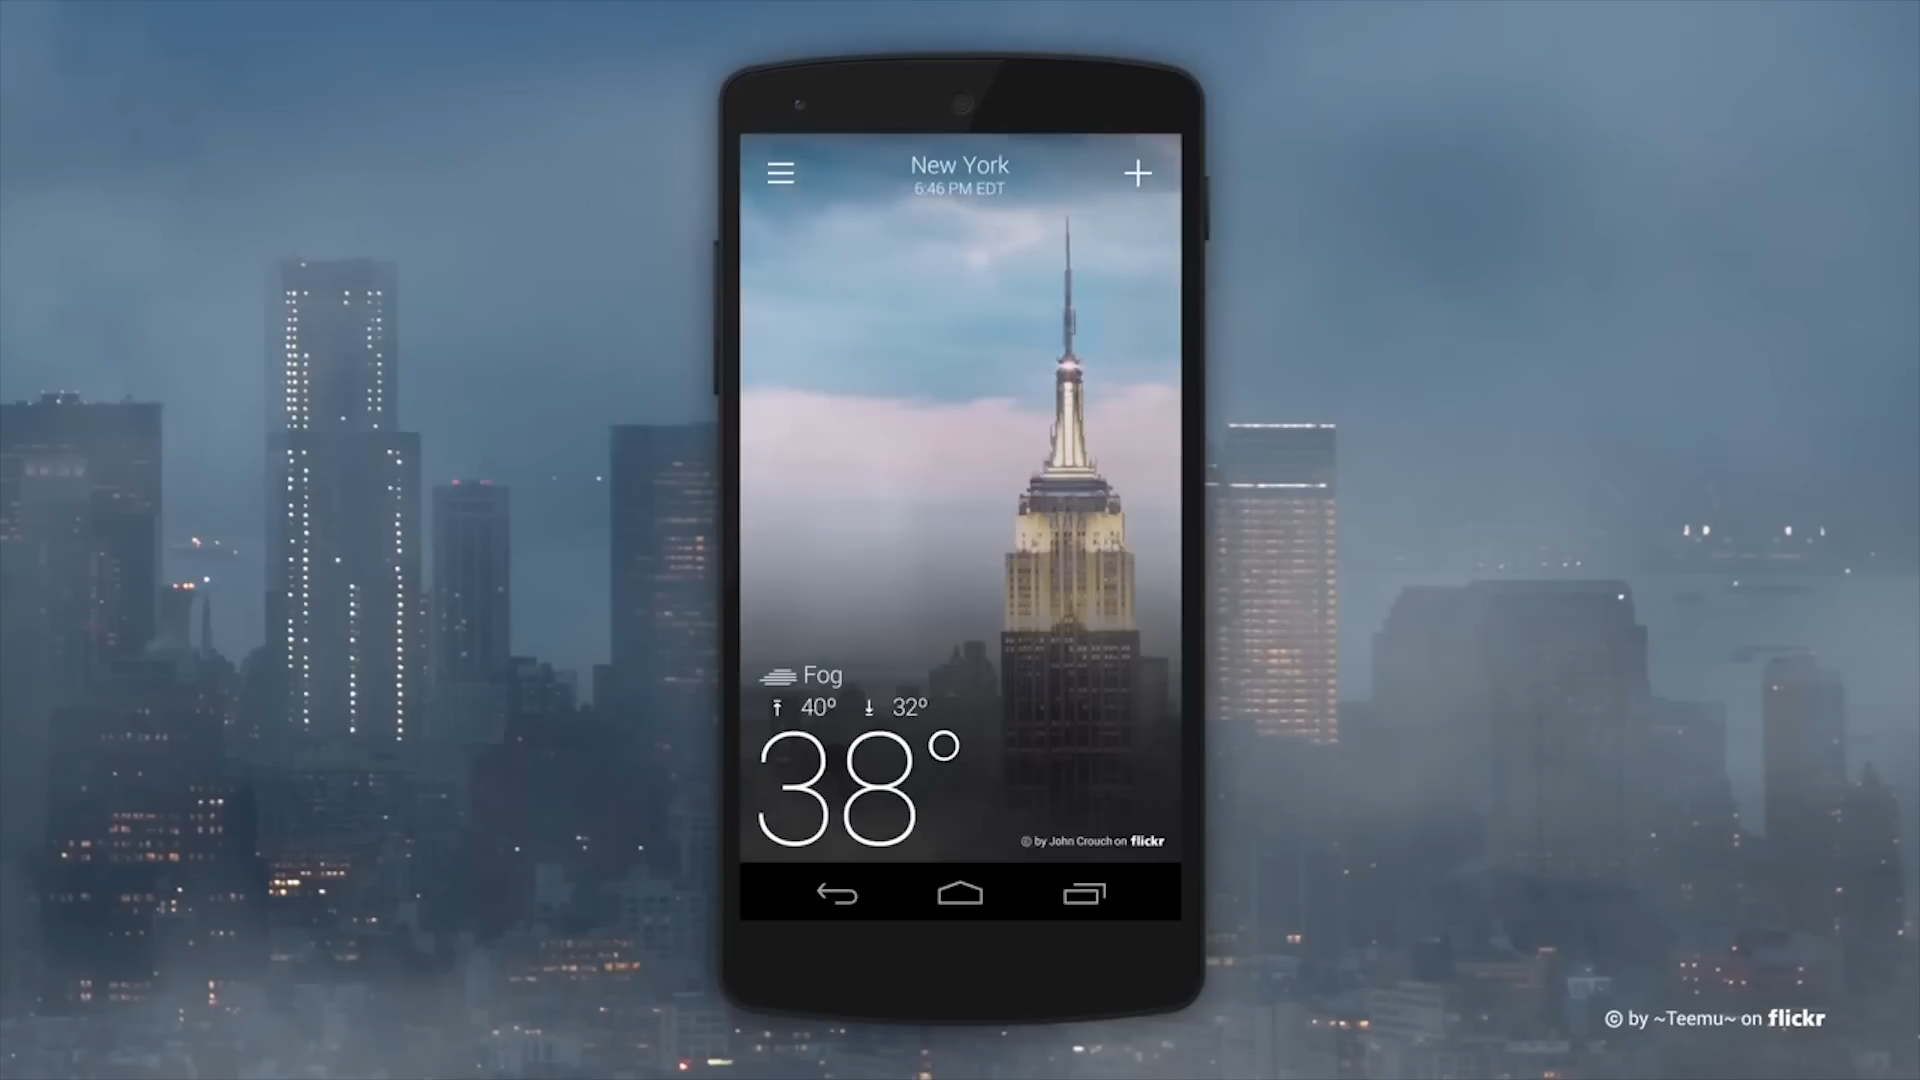 New York
6:46 PM EDT
Fog
40° 32°
38°
© by John Crouch on flickr
© by ~Teemu~ on flickr